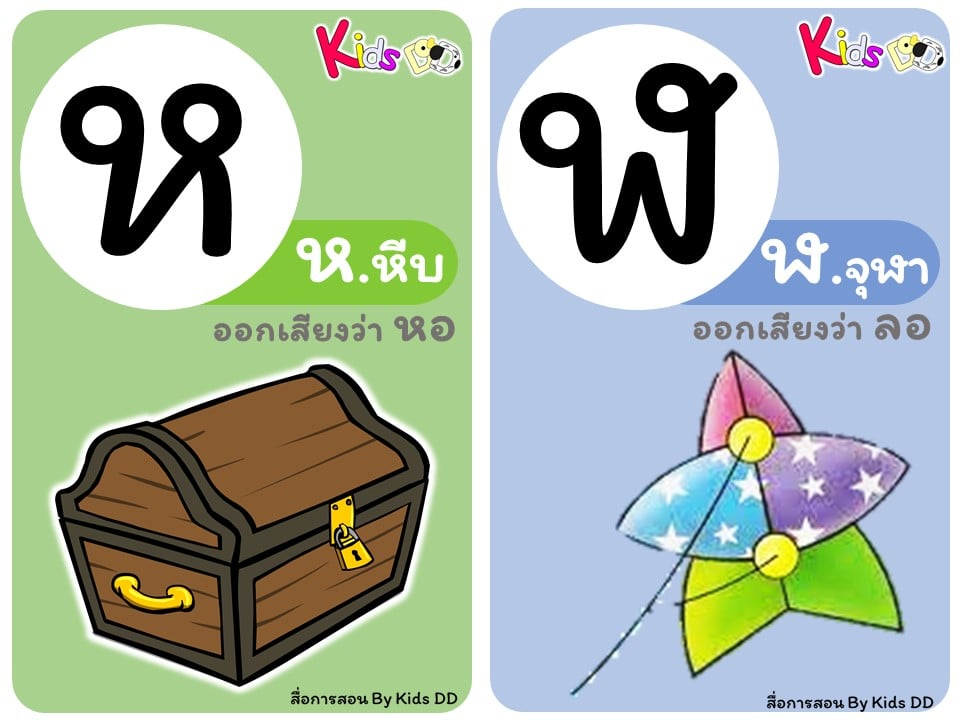 Kids DD
ห
ห.หีบ
ออกเสียงว่า หอ
สื่อการสอน By Kids DD
Kids DD
ฬ
ฬ.จุฬา
ออกเสียงว่า ลอ
สื่อการสอน By Kids DD